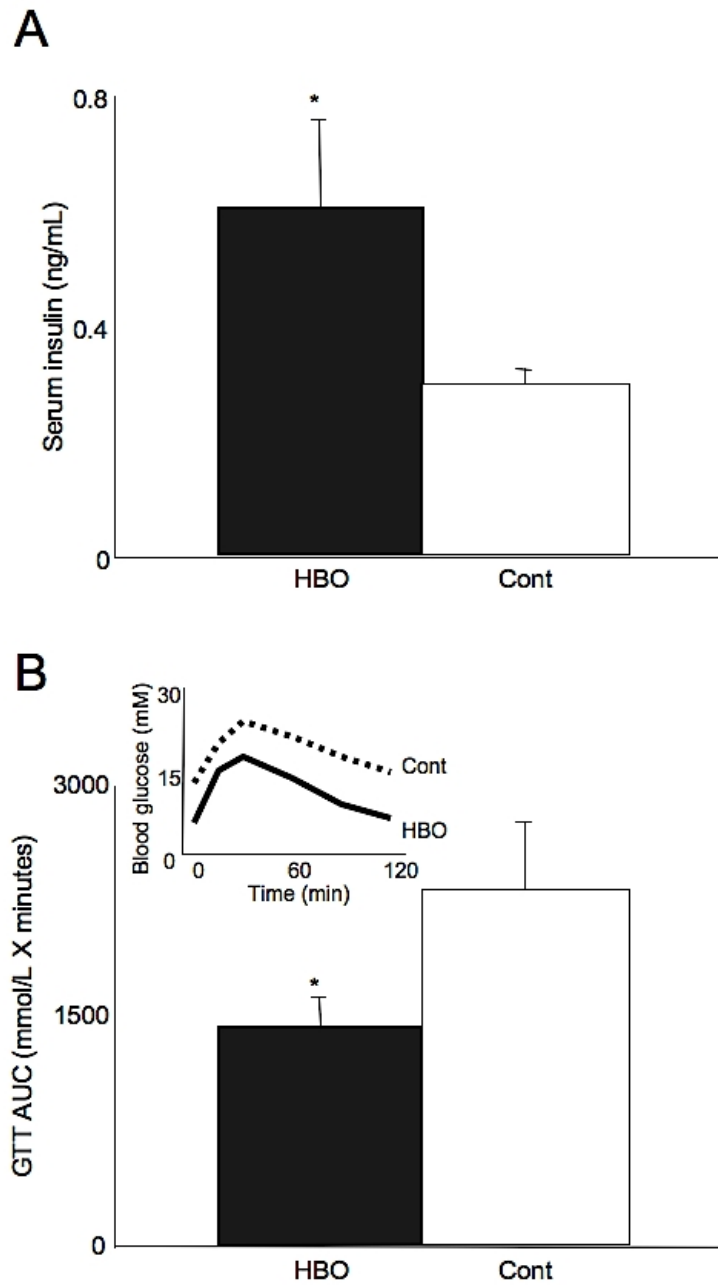 A
0.8
*
Serum insulin (ng/mL)
0.4
0
HBO Cont
B
30
Blood glucose (mM)
15
Cont
HBO
0
0 60 120
Time (min)
3000
GTT AUC (mmol/L X minutes)
*
1500
0
HBO Cont